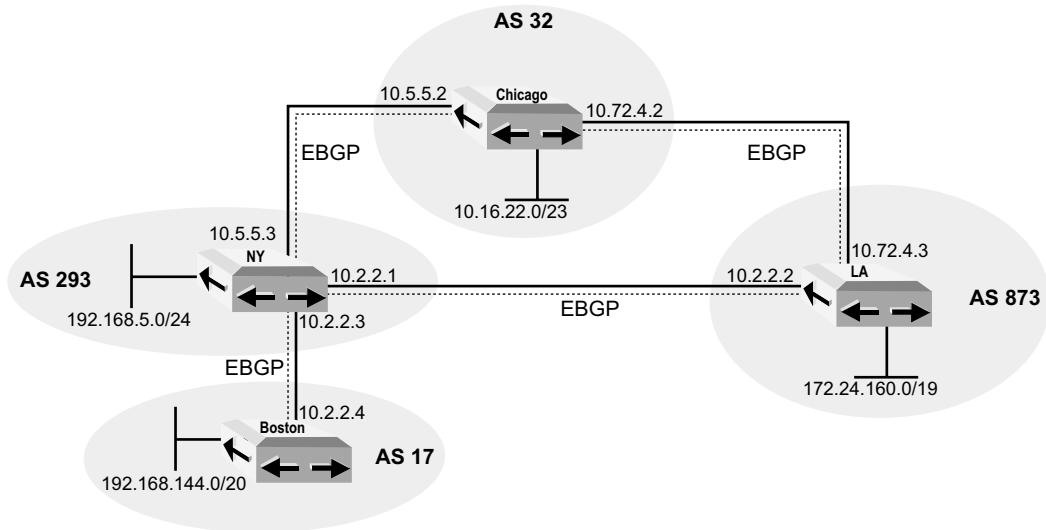 AS 32
10.5.5.2
Chicago
10.72.4.2
EBGP
EBGP
10.16.22.0/23
10.5.5.3
NY
10.72.4.3
LA
AS 293
10.2.2.1
10.2.2.2
AS 873
192.168.5.0/24
10.2.2.3
EBGP
EBGP
172.24.160.0/19
10.2.2.4
Boston
AS 17
192.168.144.0/20